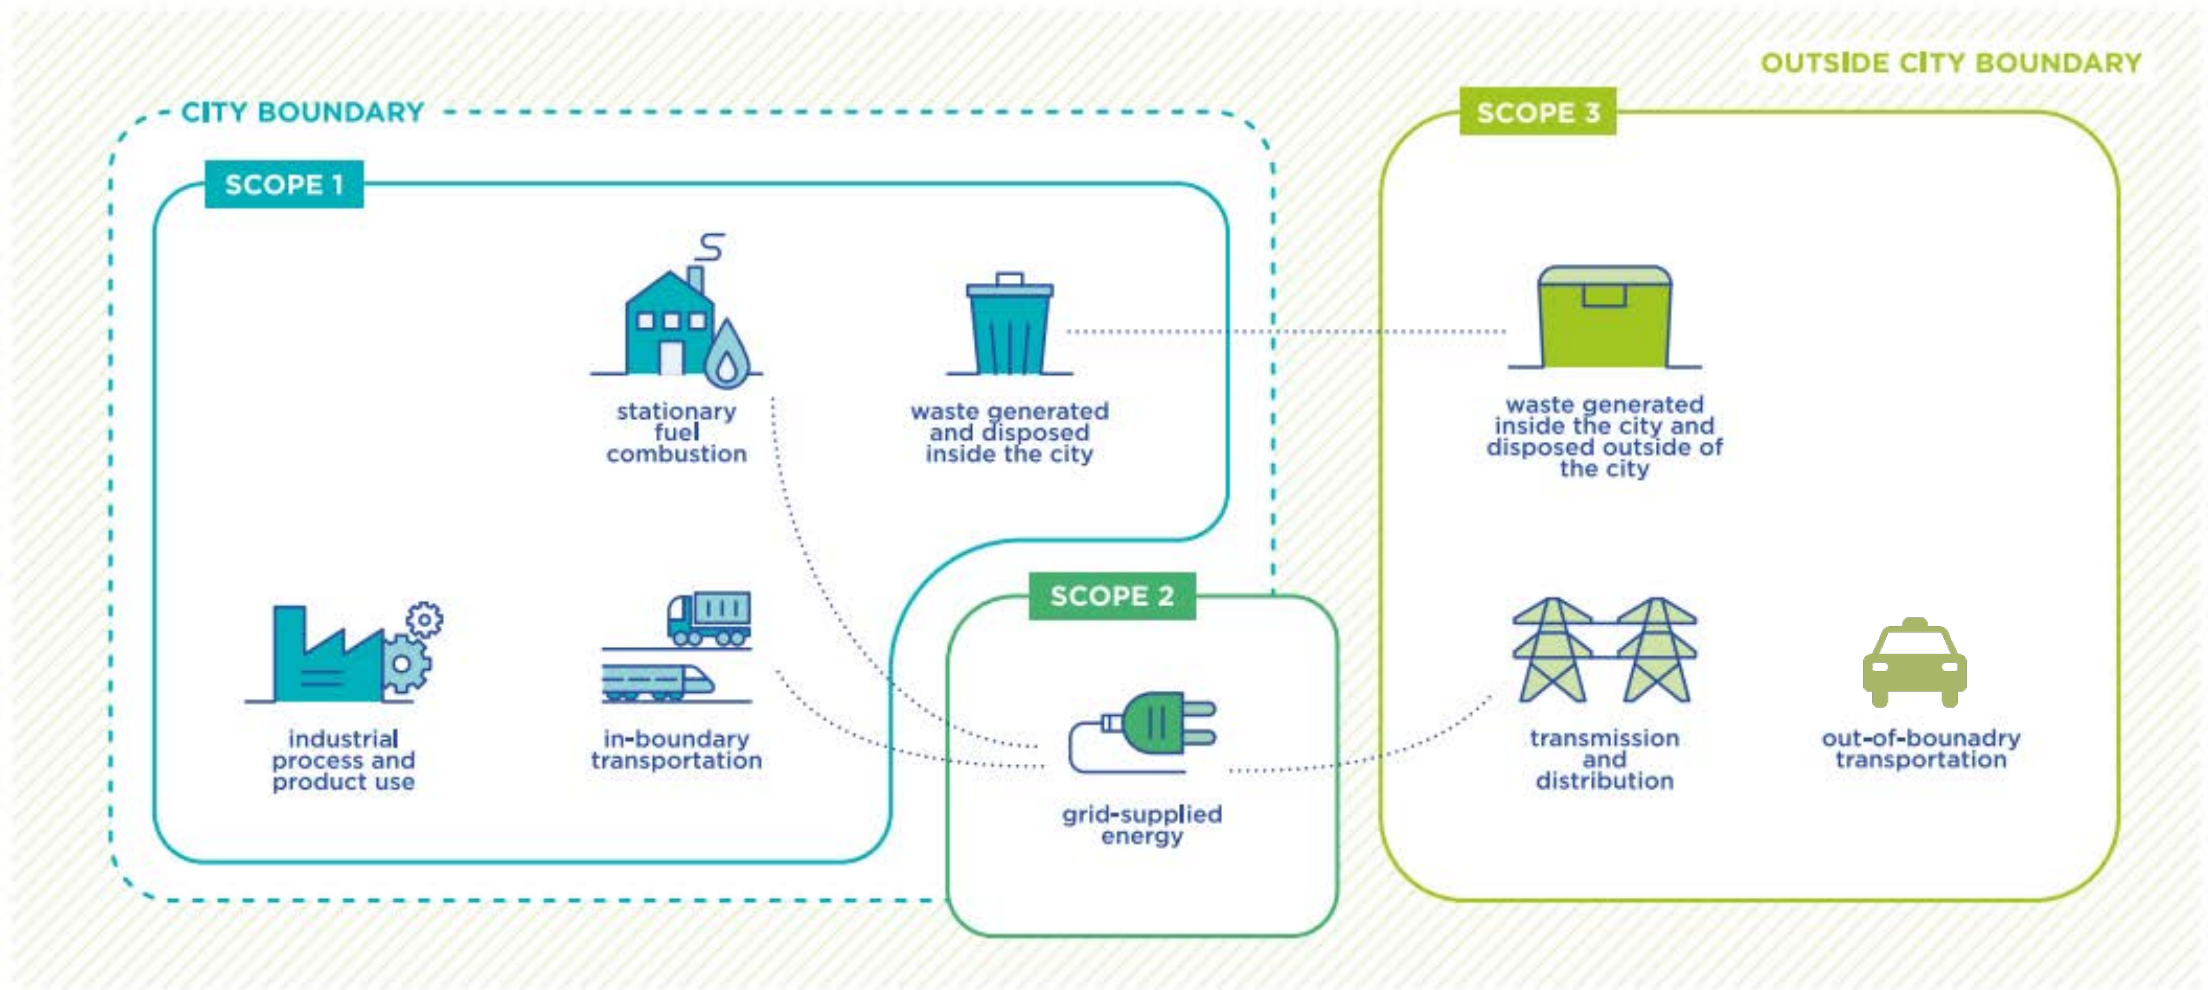 OUTSIDE CITY BOUNDARY
CITY BOUNDARY
SCOPE 3
SCOPE 1
stationary
fuel
combustion
waste generated
and disposed
inside the city
waste generated
inside the city and
disposed outside of
the city
SCOPE 2
industrial
process and
product use
in-boundary
transportation
grid-supplied
energy
transmission
and
distribution
out-of-bounadry
transportation